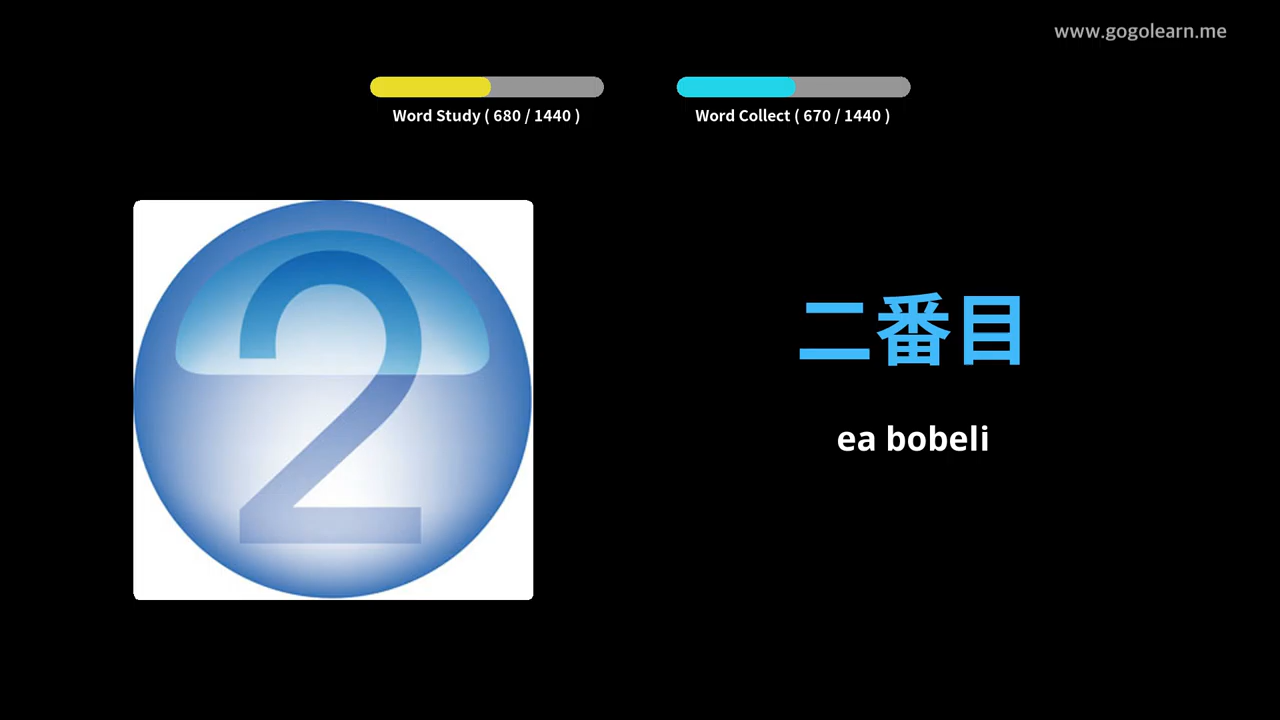 www.gogolearn.me
Word Study ( 680 / 1440 )
Word Collect ( 670 / 1440 )
2
二番目
ea bobeli